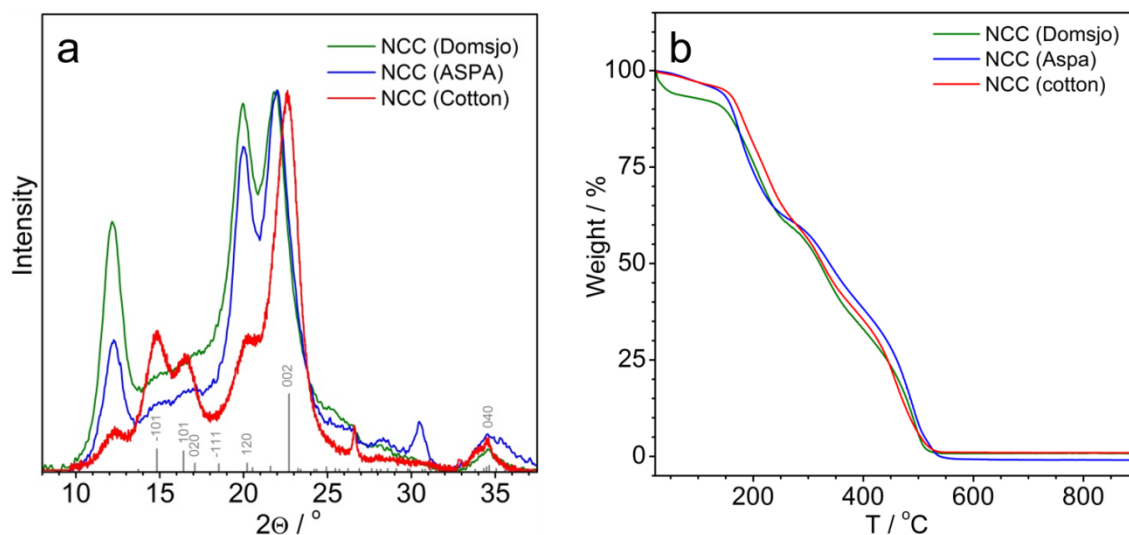 a
NCC (Domsjo)
NCC (ASPA)
NCC (Cotton)
Intensity
-101
101
020
-111
120
002
040
10 15 20 25 30 35
2Θ / °
b
NCC (Domsjo)
NCC (Aspa)
NCC (cotton)
Weight / %
100
75
50
25
0
200 400 600 800
T / °C